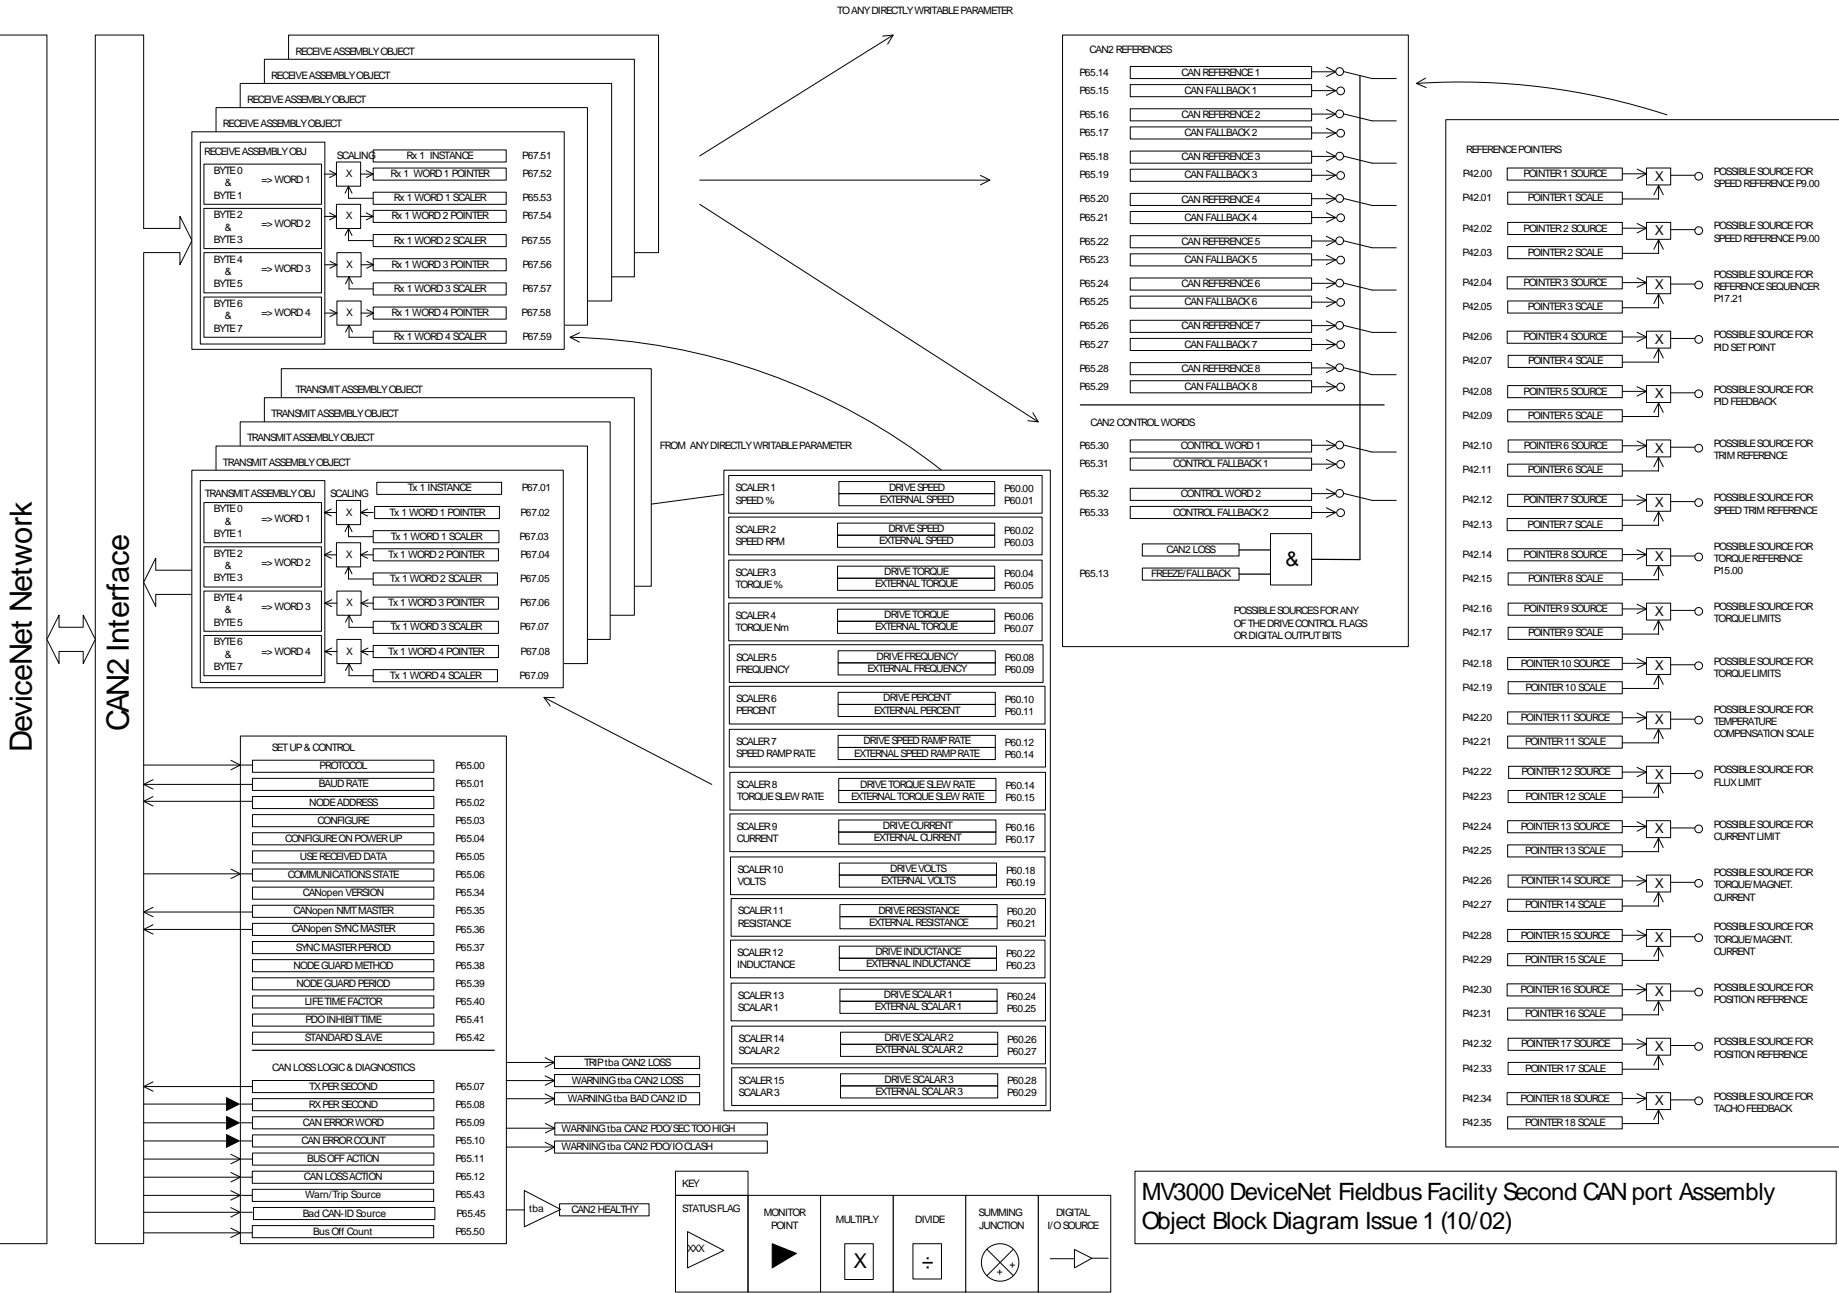 TO ANY DIRECTLY WRITABLE PARAMETER
DeviceNet Network
CAN2 Interface
RECEIVE ASSEMBLY OBJECT
RECEIVE ASSEMBLY OBJECT
RECEIVE ASSEMBLY OBJECT
RECEIVE ASSEMBLY OBJECT
RECEIVE ASSEMBLY OBJ
SCALING
Rx 1 INSTANCE P67.51
BYTE 0
&
BYTE 1
=> WORD 1
X
Rx 1 WORD 1 POINTER P67.52
Rx 1 WORD 1 SCALER P65.53
BYTE 2
&
BYTE 3
=> WORD 2
X
Rx 1 WORD 2 POINTER P67.54
Rx 1 WORD 2 SCALER P67.55
BYTE 4
&
BYTE 5
=> WORD 3
X
Rx 1 WORD 3 POINTER P67.56
Rx 1 WORD 3 SCALER P67.57
BYTE 6
&
BYTE 7
=> WORD 4
X
Rx 1 WORD 4 POINTER P67.58
Rx 1 WORD 4 SCALER P67.59
TRANSMIT ASSEMBLY OBJECT
TRANSMIT ASSEMBLY OBJECT
TRANSMIT ASSEMBLY OBJECT
TRANSMIT ASSEMBLY OBJECT
TRANSMIT ASSEMBLY OBJ
SCALING
Tx 1 INSTANCE P67.01
BYTE 0
&
BYTE 1
=> WORD 1
X
Tx 1 WORD 1 POINTER P67.02
Tx 1 WORD 1 SCALER P67.03
BYTE 2
&
BYTE 3
=> WORD 2
X
Tx 1 WORD 2 POINTER P67.04
Tx 1 WORD 2 SCALER P67.05
BYTE 4
&
BYTE 5
=> WORD 3
X
Tx 1 WORD 3 POINTER P67.06
Tx 1 WORD 3 SCALER P67.07
BYTE 6
&
BYTE 7
=> WORD 4
X
Tx 1 WORD 4 POINTER P67.08
Tx 1 WORD 4 SCALER P67.09
SET UP & CONTROL
PROTOCOL P65.00
BAUD RATE P65.01
NODE ADDRESS P65.02
CONFIGURE P65.03
CONFIGURE ON POWER UP P65.04
USE RECEIVED DATA P65.05
COMMUNICATIONS STATE P65.06
CANopen VERSION P65.34
CANopen NMT MASTER P65.35
CANopen SYNC MASTER P65.36
SYNC MASTER PERIOD P65.37
NODE GUARD METHOD P65.38
NODE GUARD PERIOD P65.39
LIFE TIME FACTOR P65.40
PDO INHIBIT TIME P65.41
STANDARD SLAVE P65.42
CAN LOSS LOGIC & DIAGNOSTICS
TX PER SECOND P65.07
RX PER SECOND P65.08
CAN ERROR WORD P65.09
CAN ERROR COUNT P65.10
BUS OFF ACTION P65.11
CAN LOSS ACTION P65.12
Warn/Trip Source P65.43
Bad CAN-ID Source P65.45
Bus Off Count P65.50
TRIP tba CAN2 LOSS
WARNING tba CAN2 LOSS
WARNING tba BAD CAN2 ID
WARNING tba CAN2 PDO/SEC TOO HIGH
WARNING tba CAN2 PDO/IO CLASH
tba
CAN2 HEALTHY
FROM ANY DIRECTLY WRITABLE PARAMETER
SCALER 1
SPEED %
DRIVE SPEED P60.00
EXTERNAL SPEED P60.01
SCALER 2
SPEED RPM
DRIVE SPEED P60.02
EXTERNAL SPEED P60.03
SCALER 3
TORQUE %
DRIVE TORQUE P60.04
EXTERNAL TORQUE P60.05
SCALER 4
TORQUE Nm
DRIVE TORQUE P60.06
EXTERNAL TORQUE P60.07
SCALER 5
FREQUENCY
DRIVE FREQUENCY P60.08
EXTERNAL FREQUENCY P60.09
SCALER 6
PERCENT
DRIVE PERCENT P60.10
EXTERNAL PERCENT P60.11
SCALER 7
SPEED RAMP RATE
DRIVE SPEED RAMP RATE P60.12
EXTERNAL SPEED RAMP RATE P60.14
SCALER 8
TORQUE SLEW RATE
DRIVE TORQUE SLEW RATE P60.14
EXTERNAL TORQUE SLEW RATE P60.15
SCALER 9
CURRENT
DRIVE CURRENT P60.16
EXTERNAL CURRENT P60.17
SCALER 10
VOLTS
DRIVE VOLTS P60.18
EXTERNAL VOLTS P60.19
SCALER 11
RESISTANCE
DRIVE RESISTANCE P60.20
EXTERNAL RESISTANCE P60.21
SCALER 12
INDUCTANCE
DRIVE INDUCTANCE P60.22
EXTERNAL INDUCTANCE P60.23
SCALER 13
SCALAR 1
DRIVE SCALAR 1 P60.24
EXTERNAL SCALAR 1 P60.25
SCALER 14
SCALAR 2
DRIVE SCALAR 2 P60.26
EXTERNAL SCALAR 2 P60.27
SCALER 15
SCALAR 3
DRIVE SCALAR 3 P60.28
EXTERNAL SCALAR 3 P60.29
CAN2 REFERENCES
P65.14 CAN REFERENCE 1
P65.15 CAN FALLBACK 1
P65.16 CAN REFERENCE 2
P65.17 CAN FALLBACK 2
P65.18 CAN REFERENCE 3
P65.19 CAN FALLBACK 3
P65.20 CAN REFERENCE 4
P65.21 CAN FALLBACK 4
P65.22 CAN REFERENCE 5
P65.23 CAN FALLBACK 5
P65.24 CAN REFERENCE 6
P65.25 CAN FALLBACK 6
P65.26 CAN REFERENCE 7
P65.27 CAN FALLBACK 7
P65.28 CAN REFERENCE 8
P65.29 CAN FALLBACK 8
CAN2 CONTROL WORDS
P65.30 CONTROL WORD 1
P65.31 CONTROL FALLBACK 1
P65.32 CONTROL WORD 2
P65.33 CONTROL FALLBACK 2
CAN2 LOSS
P65.13 FREEZE/FALLBACK
&
POSSIBLE SOURCES FOR ANY
OF THE DRIVE CONTROL FLAGS
OR DIGITAL OUTPUT BITS
REFERENCE POINTERS
P42.00 POINTER 1 SOURCE X
P42.01 POINTER 1 SCALE
POSSIBLE SOURCE FOR
SPEED REFERENCE P9.00
P42.02 POINTER 2 SOURCE X
P42.03 POINTER 2 SCALE
POSSIBLE SOURCE FOR
SPEED REFERENCE P9.00
P42.04 POINTER 3 SOURCE X
P42.05 POINTER 3 SCALE
POSSIBLE SOURCE FOR
REFERENCE SEQUENCER
P17.21
P42.06 POINTER 4 SOURCE X
P42.07 POINTER 4 SCALE
POSSIBLE SOURCE FOR
PID SET POINT
P42.08 POINTER 5 SOURCE X
P42.09 POINTER 5 SCALE
POSSIBLE SOURCE FOR
PID FEEDBACK
P42.10 POINTER 6 SOURCE X
P42.11 POINTER 6 SCALE
POSSIBLE SOURCE FOR
TRIM REFERENCE
P42.12 POINTER 7 SOURCE X
P42.13 POINTER 7 SCALE
POSSIBLE SOURCE FOR
SPEED TRIM REFERENCE
P42.14 POINTER 8 SOURCE X
P42.15 POINTER 8 SCALE
POSSIBLE SOURCE FOR
TORQUE REFERENCE
P15.00
P42.16 POINTER 9 SOURCE X
P42.17 POINTER 9 SCALE
POSSIBLE SOURCE FOR
TORQUE LIMITS
P42.18 POINTER 10 SOURCE X
P42.19 POINTER 10 SCALE
POSSIBLE SOURCE FOR
TORQUE LIMITS
P42.20 POINTER 11 SOURCE X
P42.21 POINTER 11 SCALE
POSSIBLE SOURCE FOR
TEMPERATURE
COMPENSATION SCALE
P42.22 POINTER 12 SOURCE X
P42.23 POINTER 12 SCALE
POSSIBLE SOURCE FOR
FLUX LIMIT
P42.24 POINTER 13 SOURCE X
P42.25 POINTER 13 SCALE
POSSIBLE SOURCE FOR
CURRENT LIMIT
P42.26 POINTER 14 SOURCE X
P42.27 POINTER 14 SCALE
POSSIBLE SOURCE FOR
TORQUE/MAGNET.
CURRENT
P42.28 POINTER 15 SOURCE X
P42.29 POINTER 15 SCALE
POSSIBLE SOURCE FOR
TORQUE/MAGENT.
CURRENT
P42.30 POINTER 16 SOURCE X
P42.31 POINTER 16 SCALE
POSSIBLE SOURCE FOR
POSITION REFERENCE
P42.32 POINTER 17 SOURCE X
P42.33 POINTER 17 SCALE
POSSIBLE SOURCE FOR
POSITION REFERENCE
P42.34 POINTER 18 SOURCE X
P42.35 POINTER 18 SCALE
POSSIBLE SOURCE FOR
TACHO FEEDBACK
KEY
STATUS FLAG
XXX
MONITOR
POINT
MULTIPLY
X
DIVIDE
÷
SUMMING
JUNCTION
+
+
DIGITAL
I/O SOURCE
MV3000 DeviceNet Fieldbus Facility Second CAN port Assembly
Object Block Diagram Issue 1 (10/02)